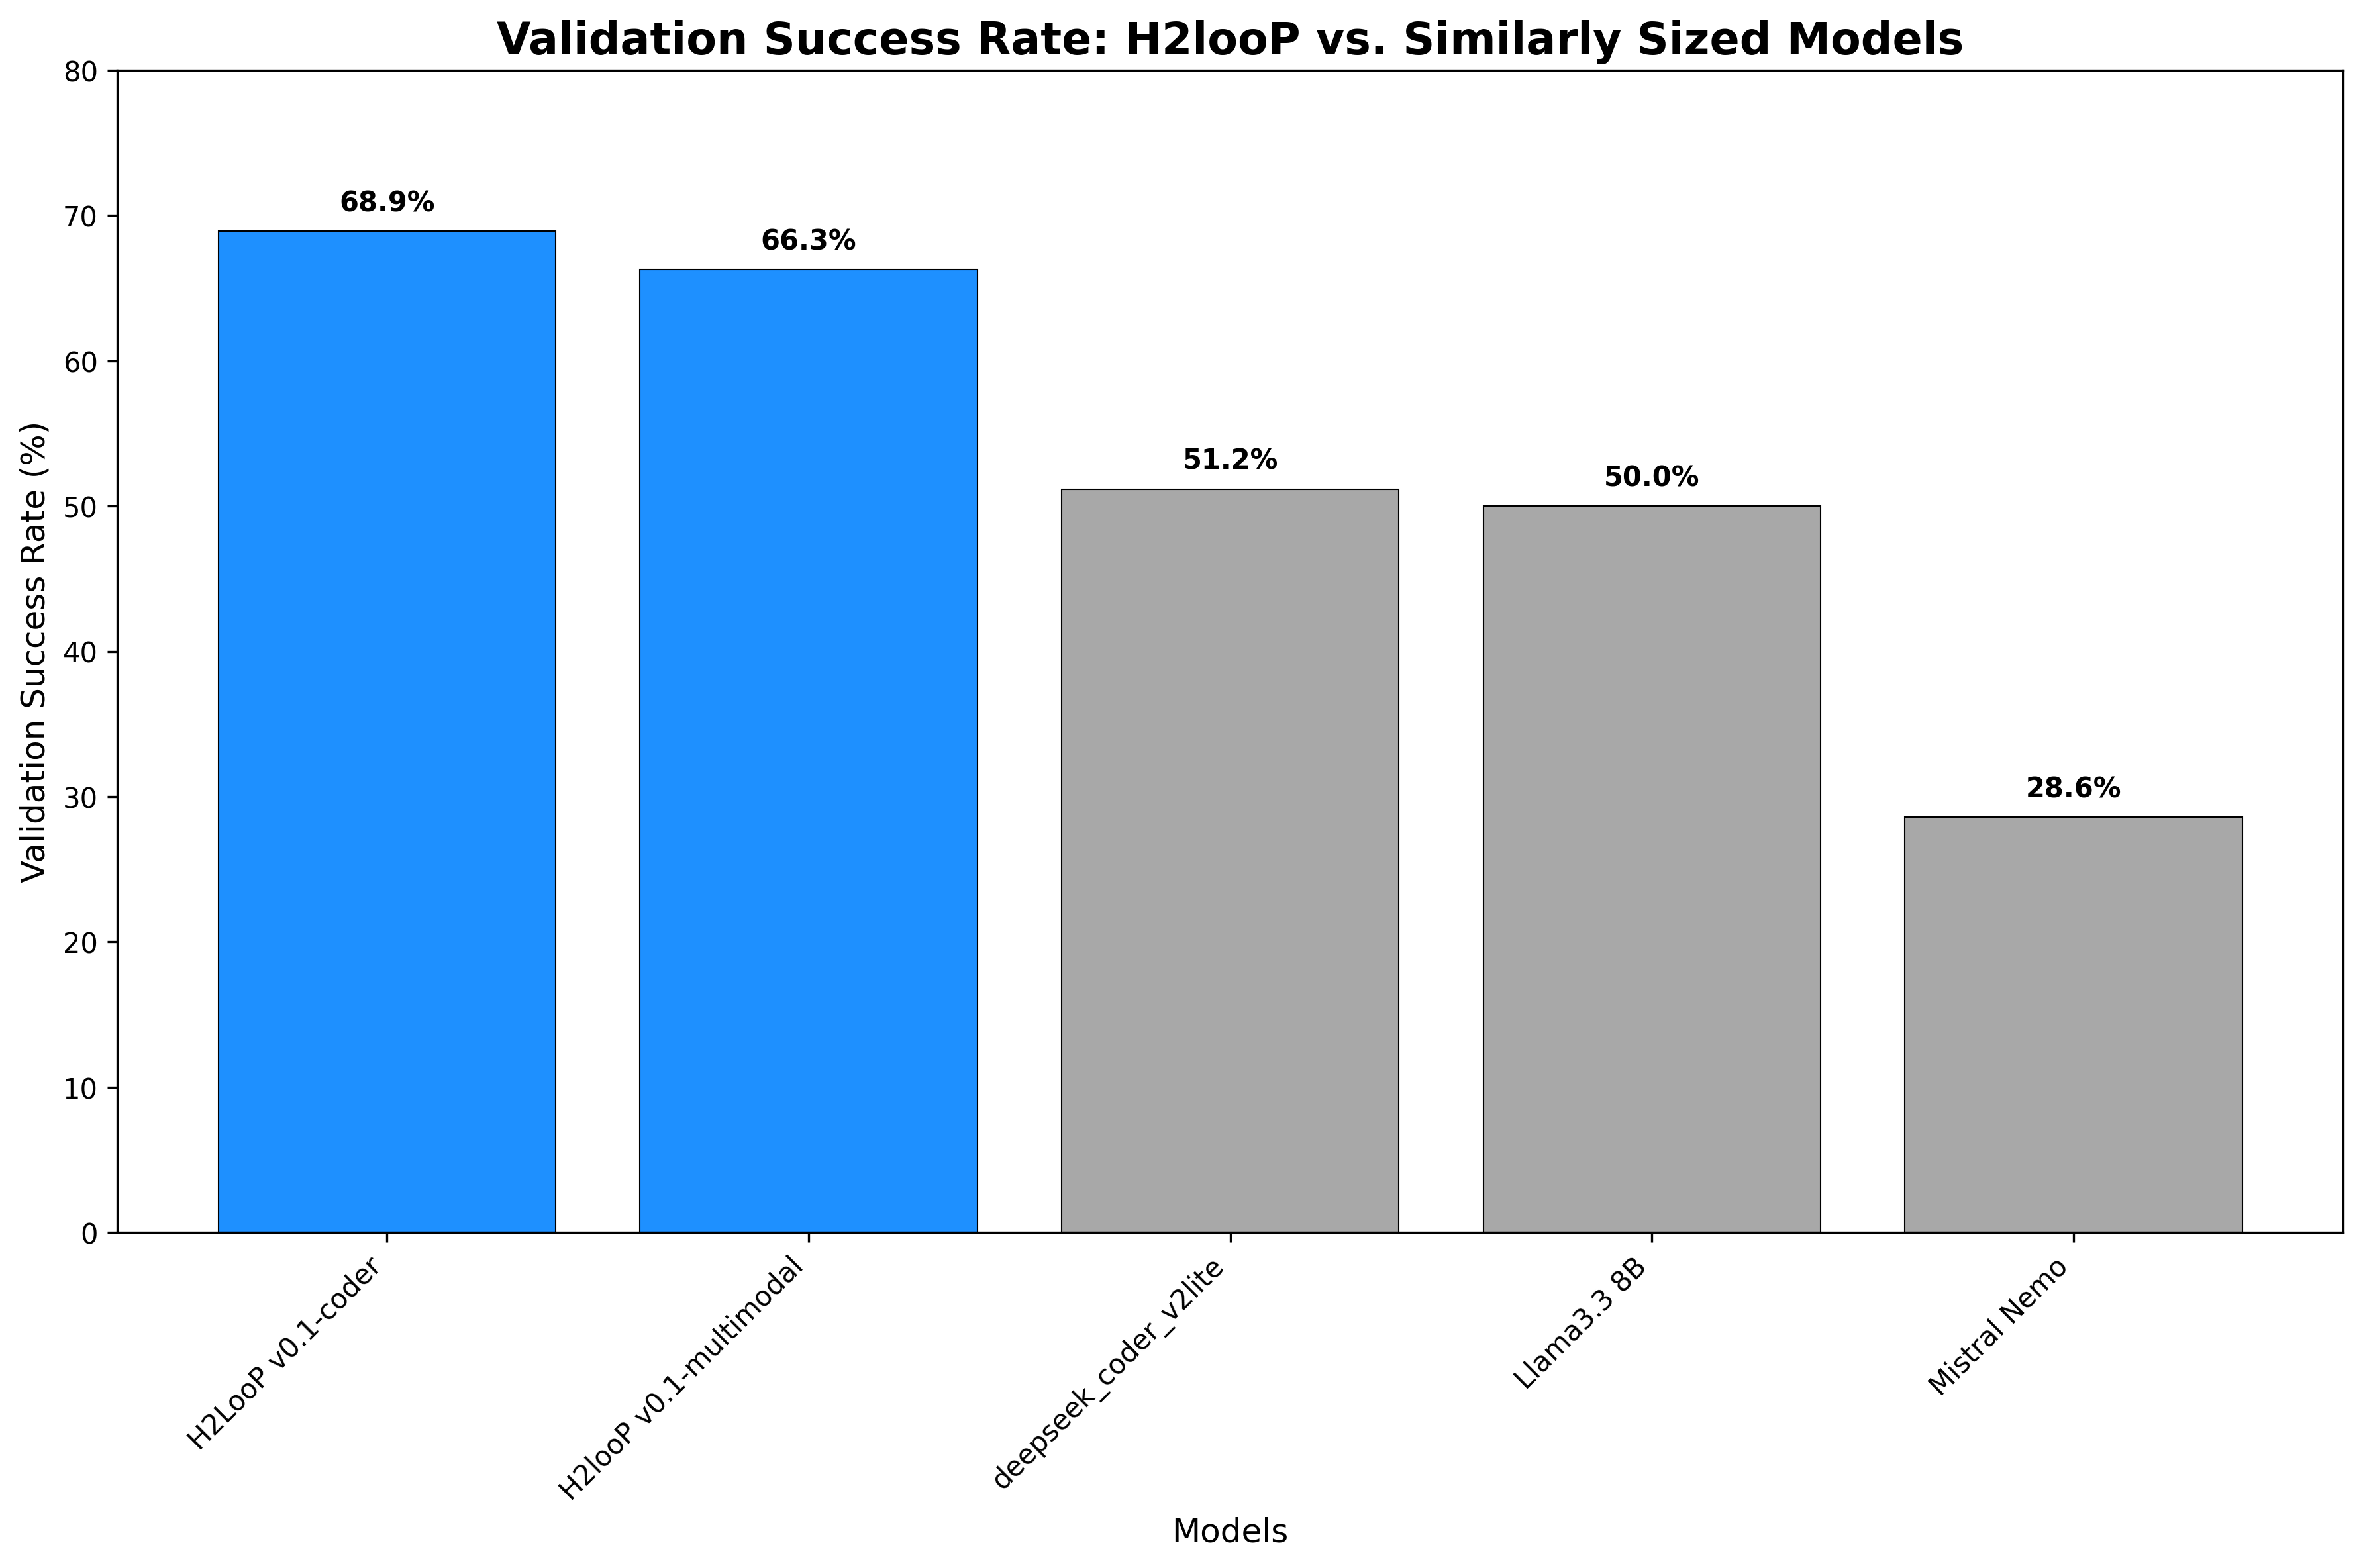 Validation Success Rate: H2looP vs. Similarly Sized Models
Validation Success Rate (%)
80
70
60
50
40
30
20
10
0
68.9%
66.3%
51.2%
50.0%
28.6%
H2LooP v0.1-coder
H2looP v0.1-multimodal
deepseek_coder_v2lite
Llama3.3 8B
Mistral Nemo
Models